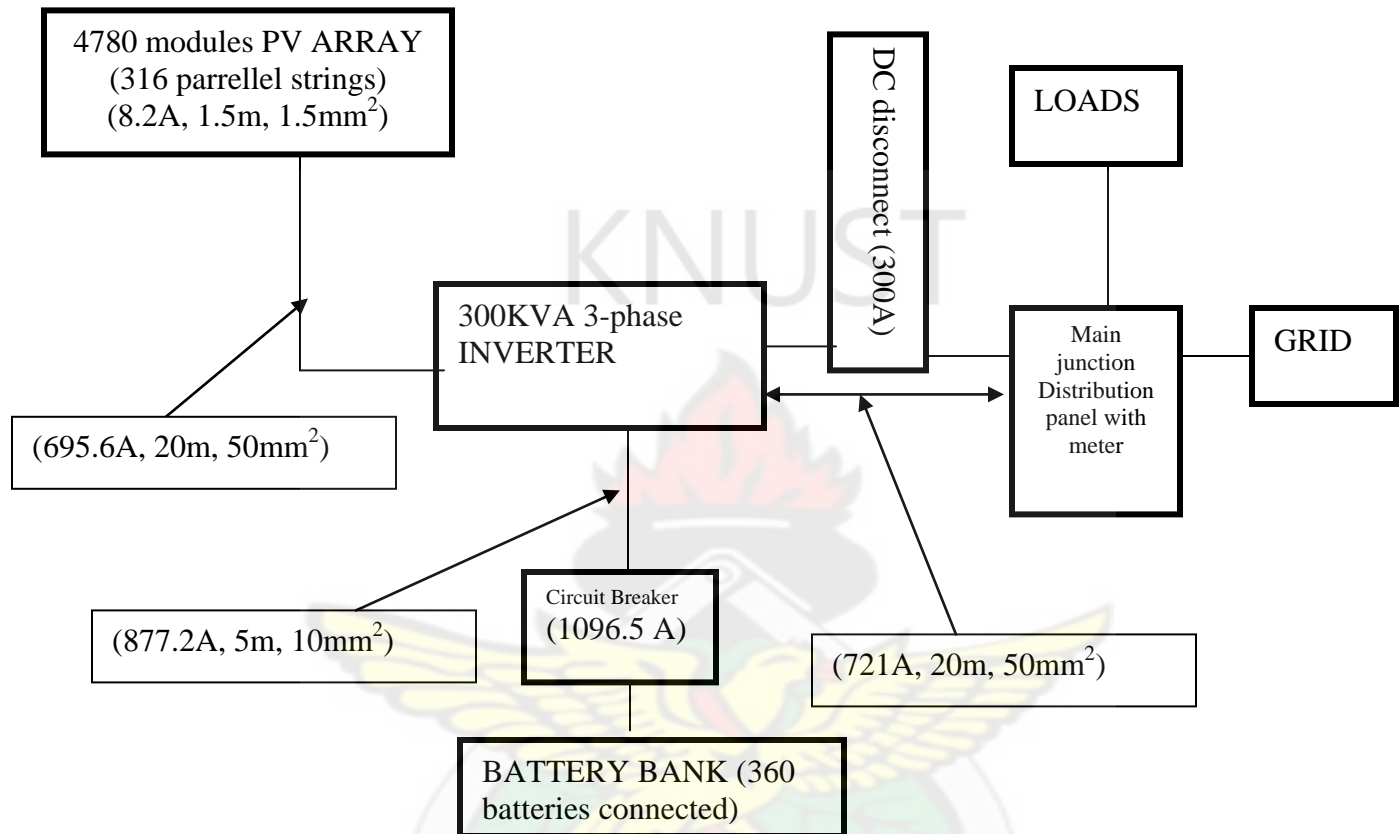 4780 modules PV ARRAY
(316 parrellel strings)
(8.2A, 1.5m, 1.5mm²)
DC disconnect (300A)
LOADS
KNUST
300KVA 3-phase
INVERTER
Main
junction
Distribution
panel with
meter
GRID
(695.6A, 20m, 50mm²)
Circuit Breaker
(1096.5 A)
(877.2A, 5m, 10mm²)
(721A, 20m, 50mm²)
BATTERY BANK (360
batteries connected)